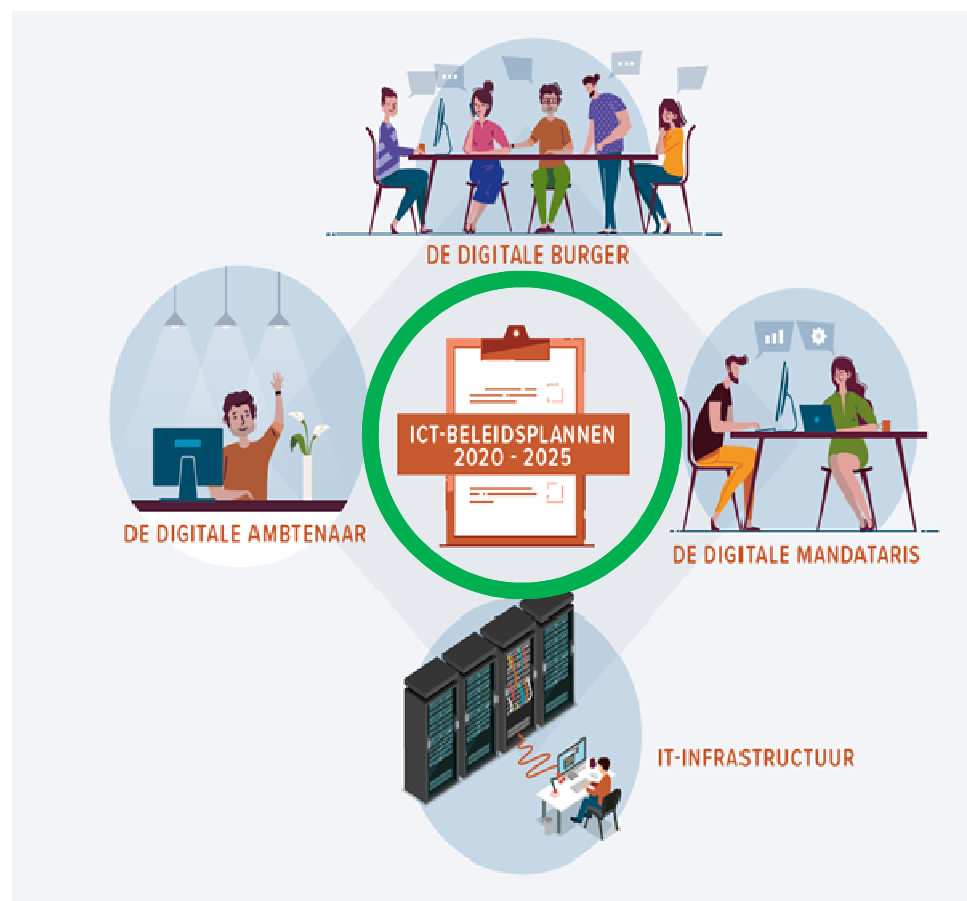 DE DIGITALE BURGER
ICT-BELEIDSPLANNEN
2020 - 2025
DE DIGITALE AMBTENAAR
DE DIGITALE MANDATARIS
IT-INFRASTRUCTUUR